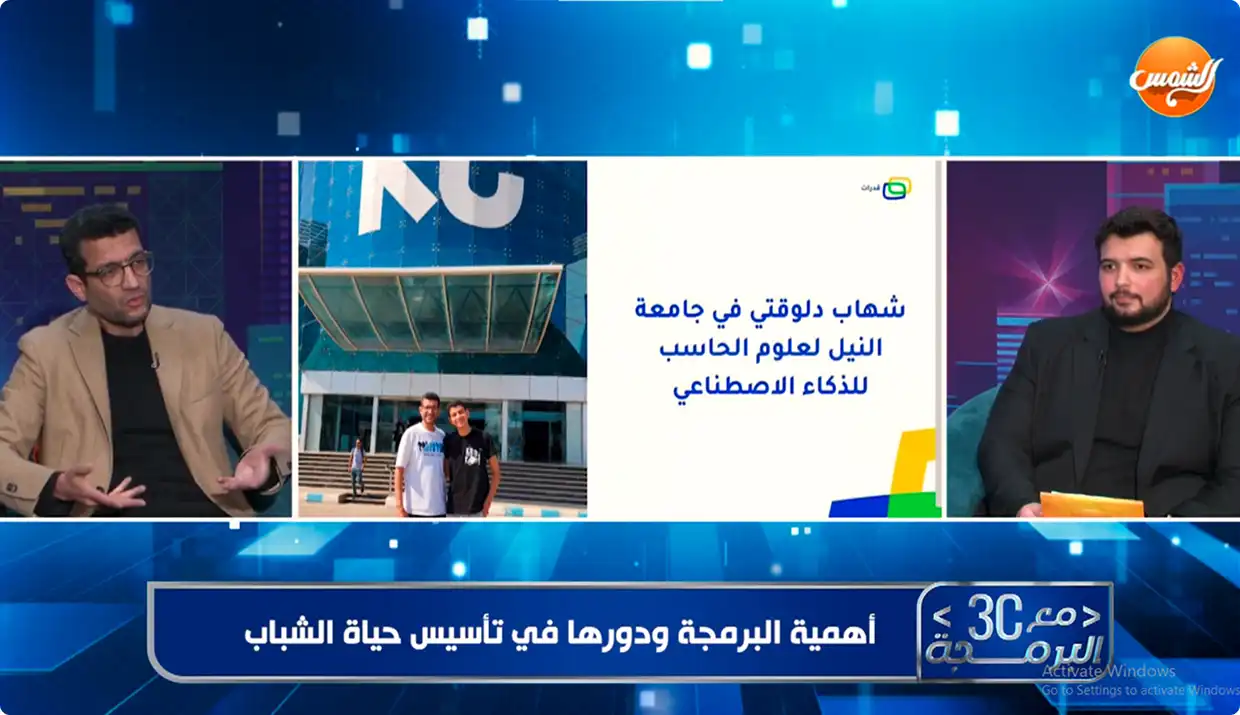 الشمس
قدرات
شهاب دلوقتي في جامعة
النيل لعلوم الحاسب
للذكاء الاصطناعي
أهمية البرمجة ودورها في تأسيس حياة الشباب
<مع 3C>
البرمجة
Activate Windows
Go to Settings to activate Windows